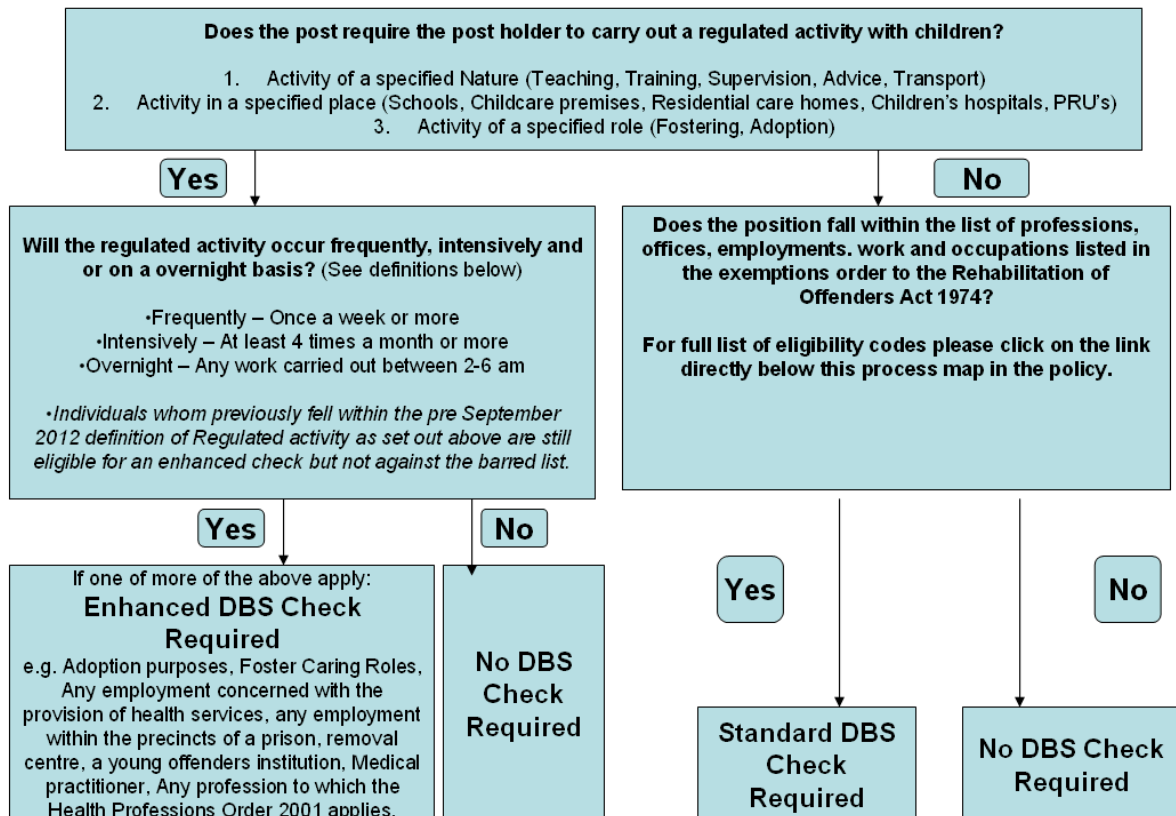 Does the post require the post holder to carry out a regulated activity with children?
1. Activity of a specified Nature (Teaching, Training, Supervision, Advice, Transport)
2. Activity in a specified place (Schools, Childcare premises, Residential care homes, Children's hospitals, PRU's)
3. Activity of a specified role (Fostering, Adoption)
Yes
No
Will the regulated activity occur frequently, intensively and
or on a overnight basis? (See definitions below)
•Frequently – Once a week or more
•Intensively – At least 4 times a month or more
•Overnight – Any work carried out between 2-6 am
•Individuals whom previously fell within the pre September
2012 definition of Regulated activity as set out above are still
eligible for an enhanced check but not against the barred list.
Does the position fall within the list of professions,
offices, employments. work and occupations listed in
the exemptions order to the Rehabilitation of
Offenders Act 1974?
For full list of eligibility codes please click on the link
directly below this process map in the policy.
Yes
No
Yes
No
If one of more of the above apply:
Enhanced DBS Check
Required
e.g. Adoption purposes, Foster Caring Roles,
Any employment concerned with the
provision of health services, any employment
within the precincts of a prison, removal
centre, a young offenders institution, Medical
practitioner, Any profession to which the
Health Professions Order 2001 applies.
No DBS
Check
Required
Standard DBS
Check
Required
No DBS Check
Required